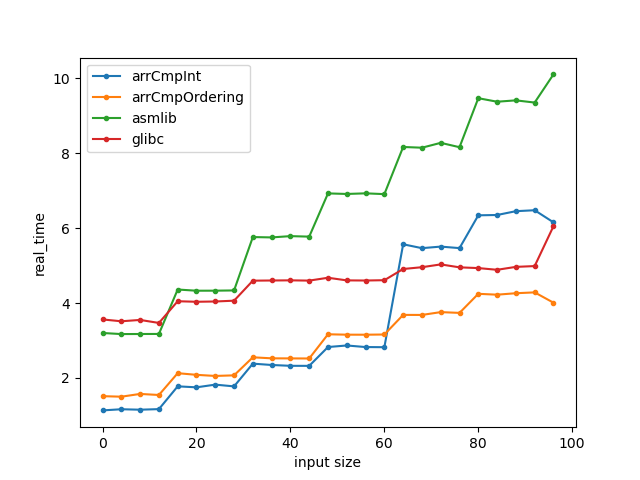 arrCmpInt
arrCmpOrdering
asmlib
glibc
10
8
6
4
2
real_time
0 20 40 60 80 100
input size